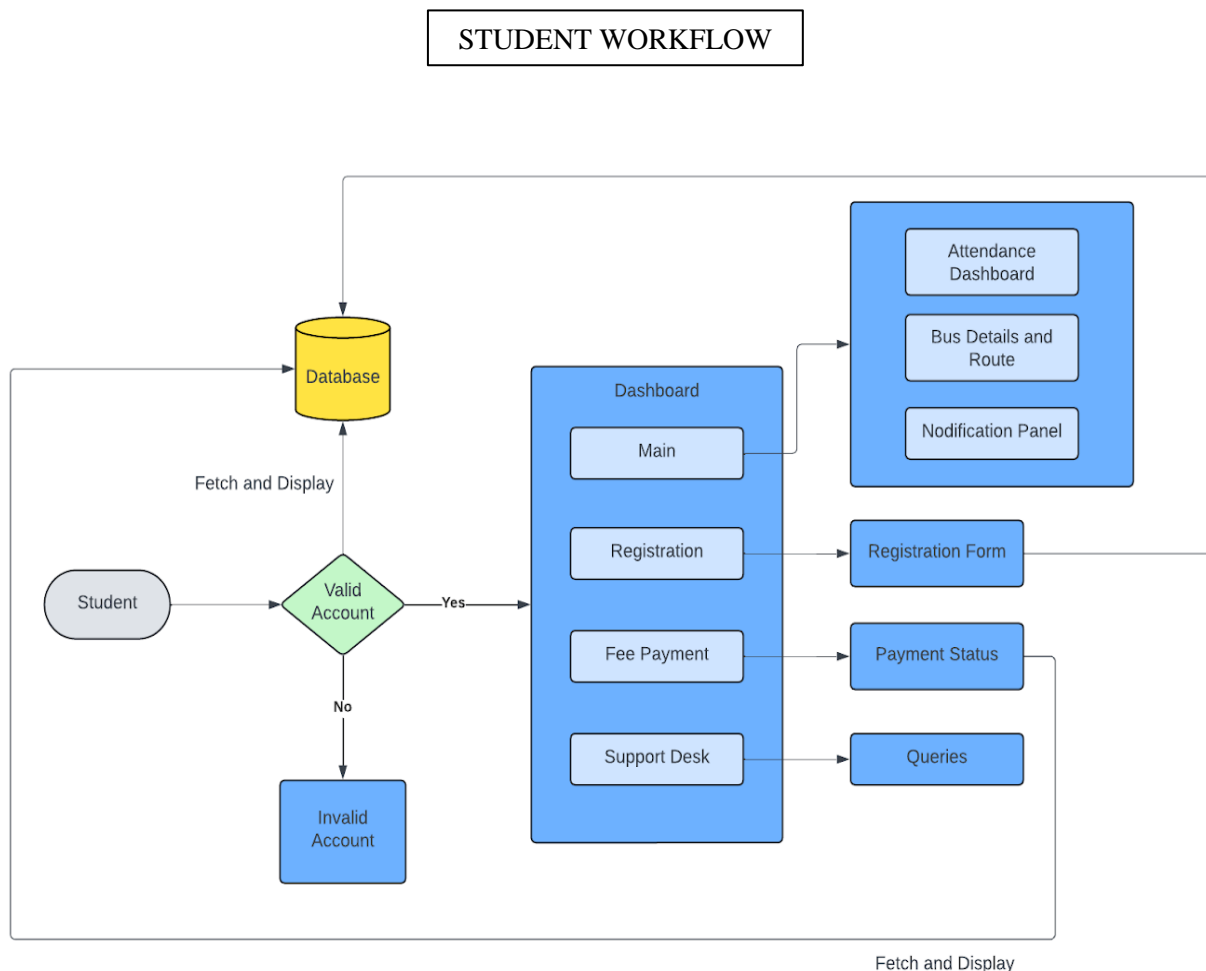 STUDENT WORKFLOW
Attendance
Dashboard
Bus Details and
Route
Nodification Panel
Database
Dashboard
Main
Fetch and Display
Registration
Registration Form
Student
Valid
Account
Yes
Fee Payment
Payment Status
No
Support Desk
Queries
Invalid
Account
Fetch and Display